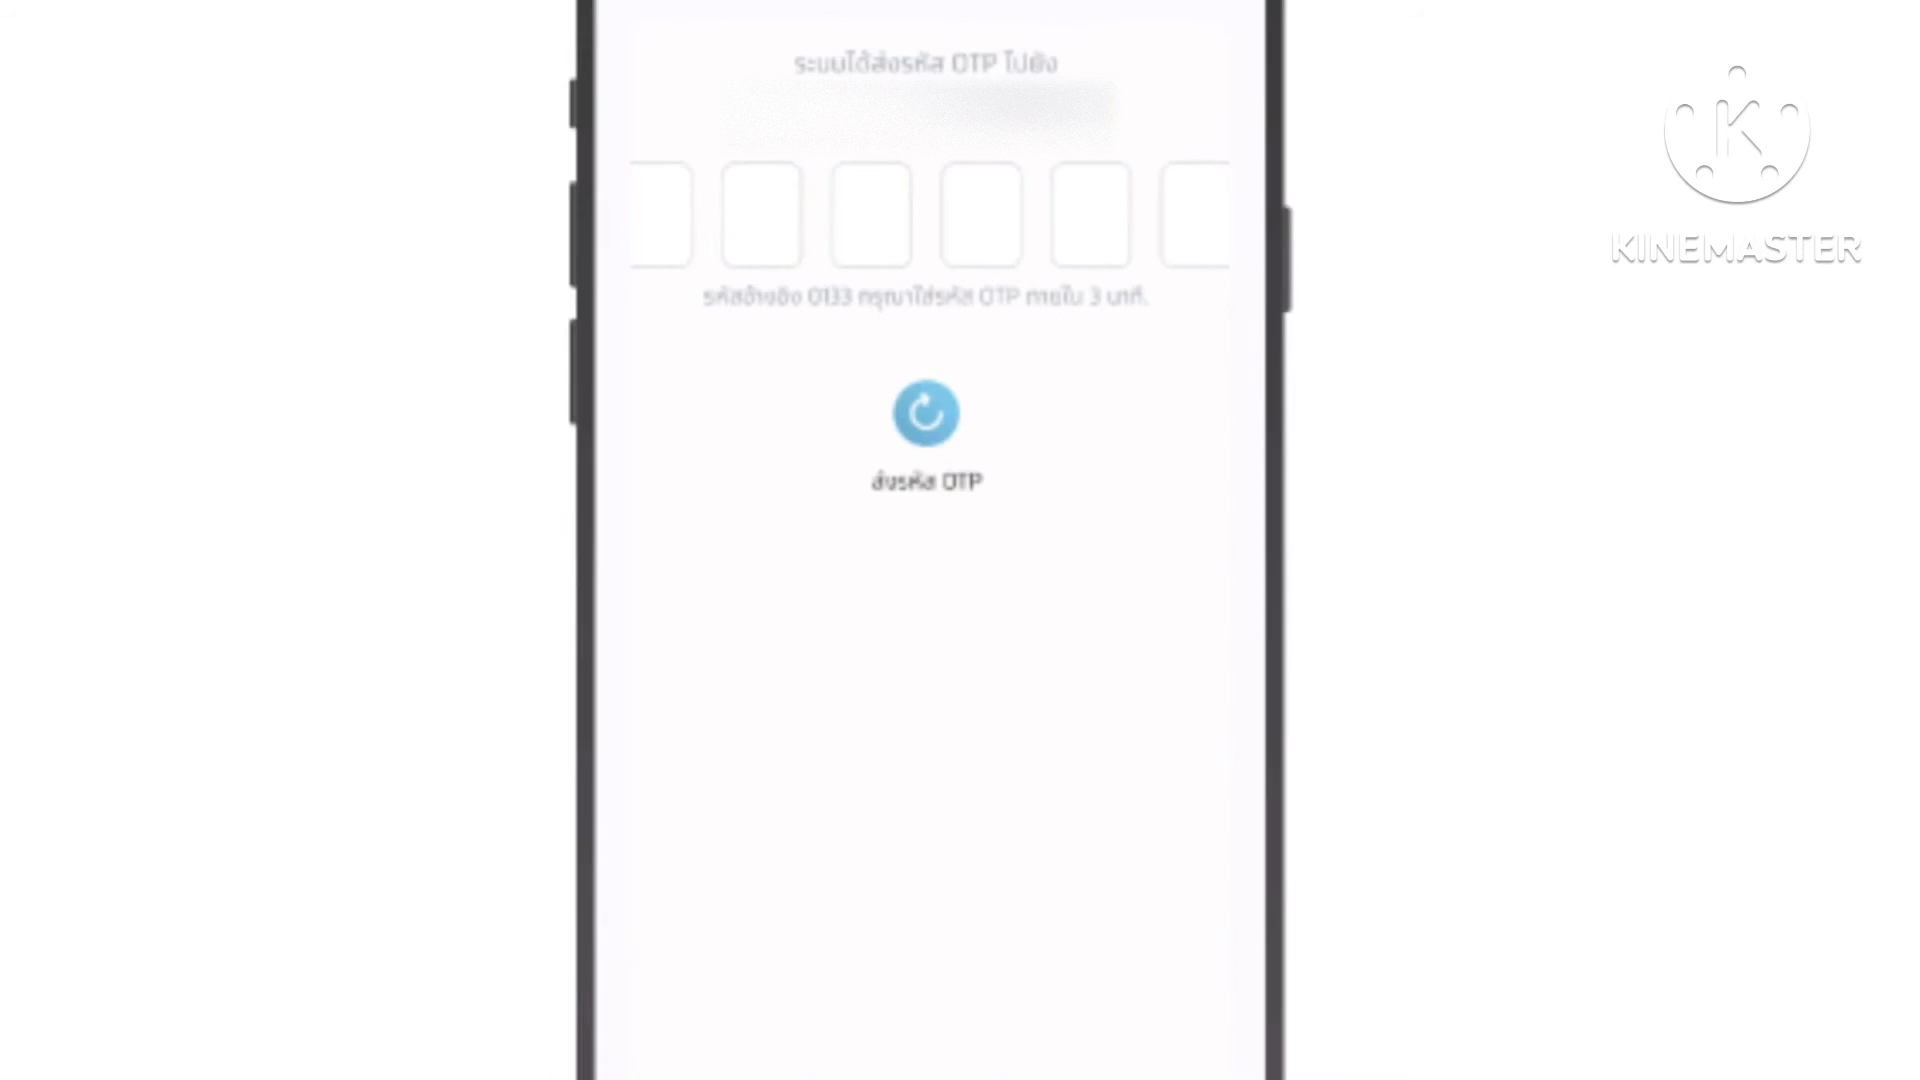 ระบบได้ส่งรหัส OTP ไปยัง
รหัสอ้างอิง 0133 กรุณาใส่รหัส OTP ภายใน 3 นาที.
ส่งรหัส OTP
K
KINEMASTER